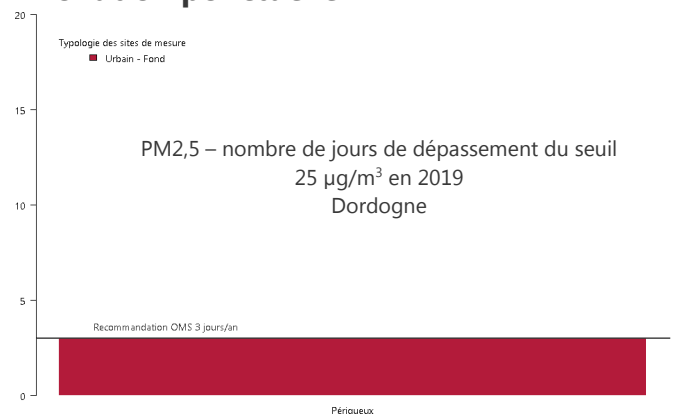 20
Typologie des sites de mesure
Urbain - Fond
15
PM2,5 – nombre de jours de dépassement du seuil
25 µg/m³ en 2019
Dordogne
10
5
Recommandation OMS 3 jours/an
0
Périgueux